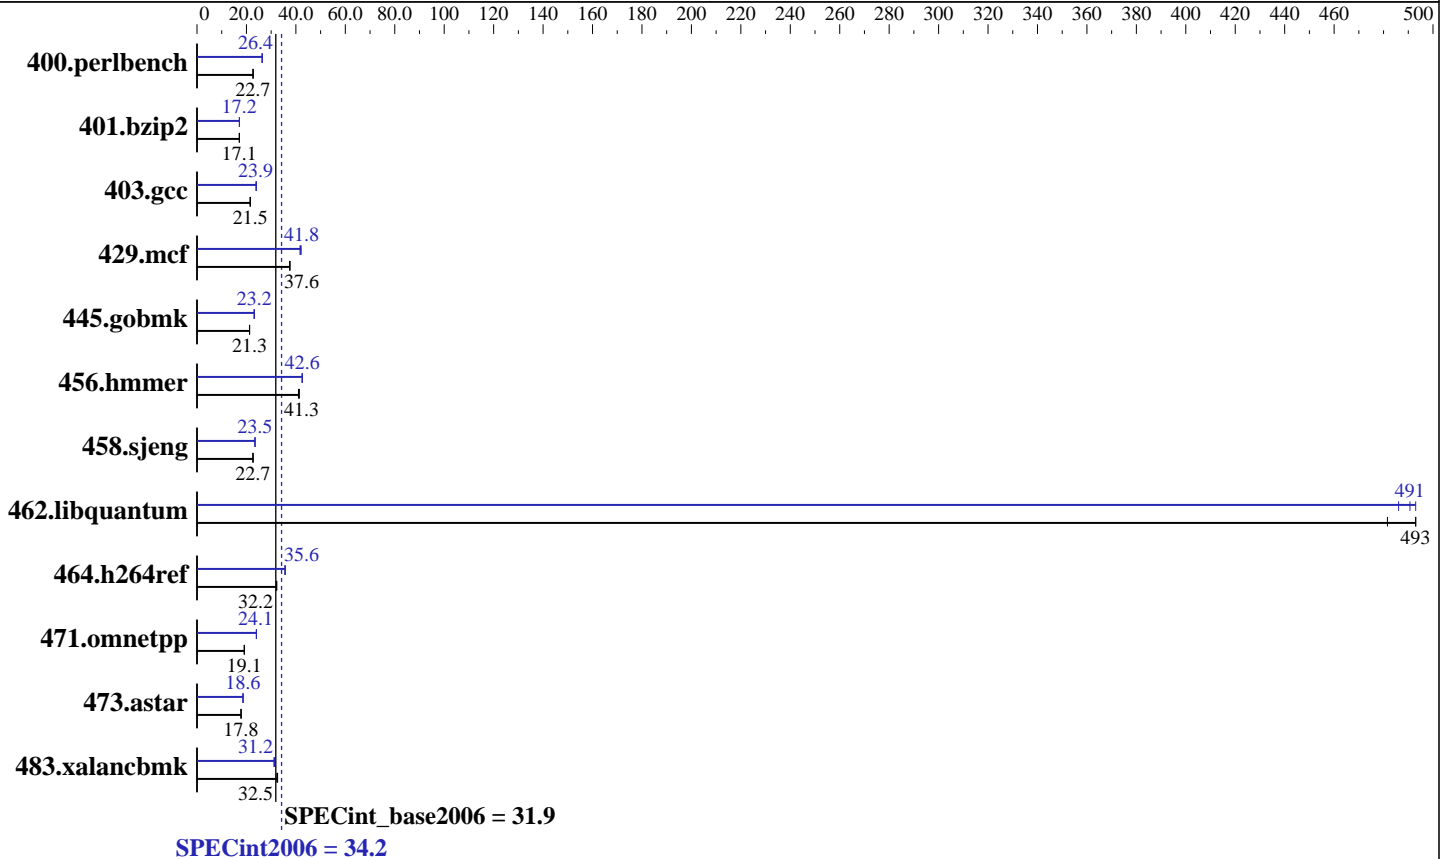 0 20.0 40.0 60.0 80.0 100 120 140 160 180 200 220 240 260 280 300 320 340 360 380 400 420 440 460 500
26.4
400.perlbench
22.7
17.2
401.bzip2
17.1
23.9
403.gcc
21.5
41.8
429.mcf
37.6
23.2
445.gobmk
21.3
42.6
456.hmmer
41.3
23.5
458.sjeng
22.7
491
462.libquantum
493
35.6
464.h264ref
32.2
24.1
471.omnetpp
19.1
18.6
473.astar
17.8
31.2
483.xalancbmk
32.5
SPECint_base2006 = 31.9
SPECint2006 = 34.2